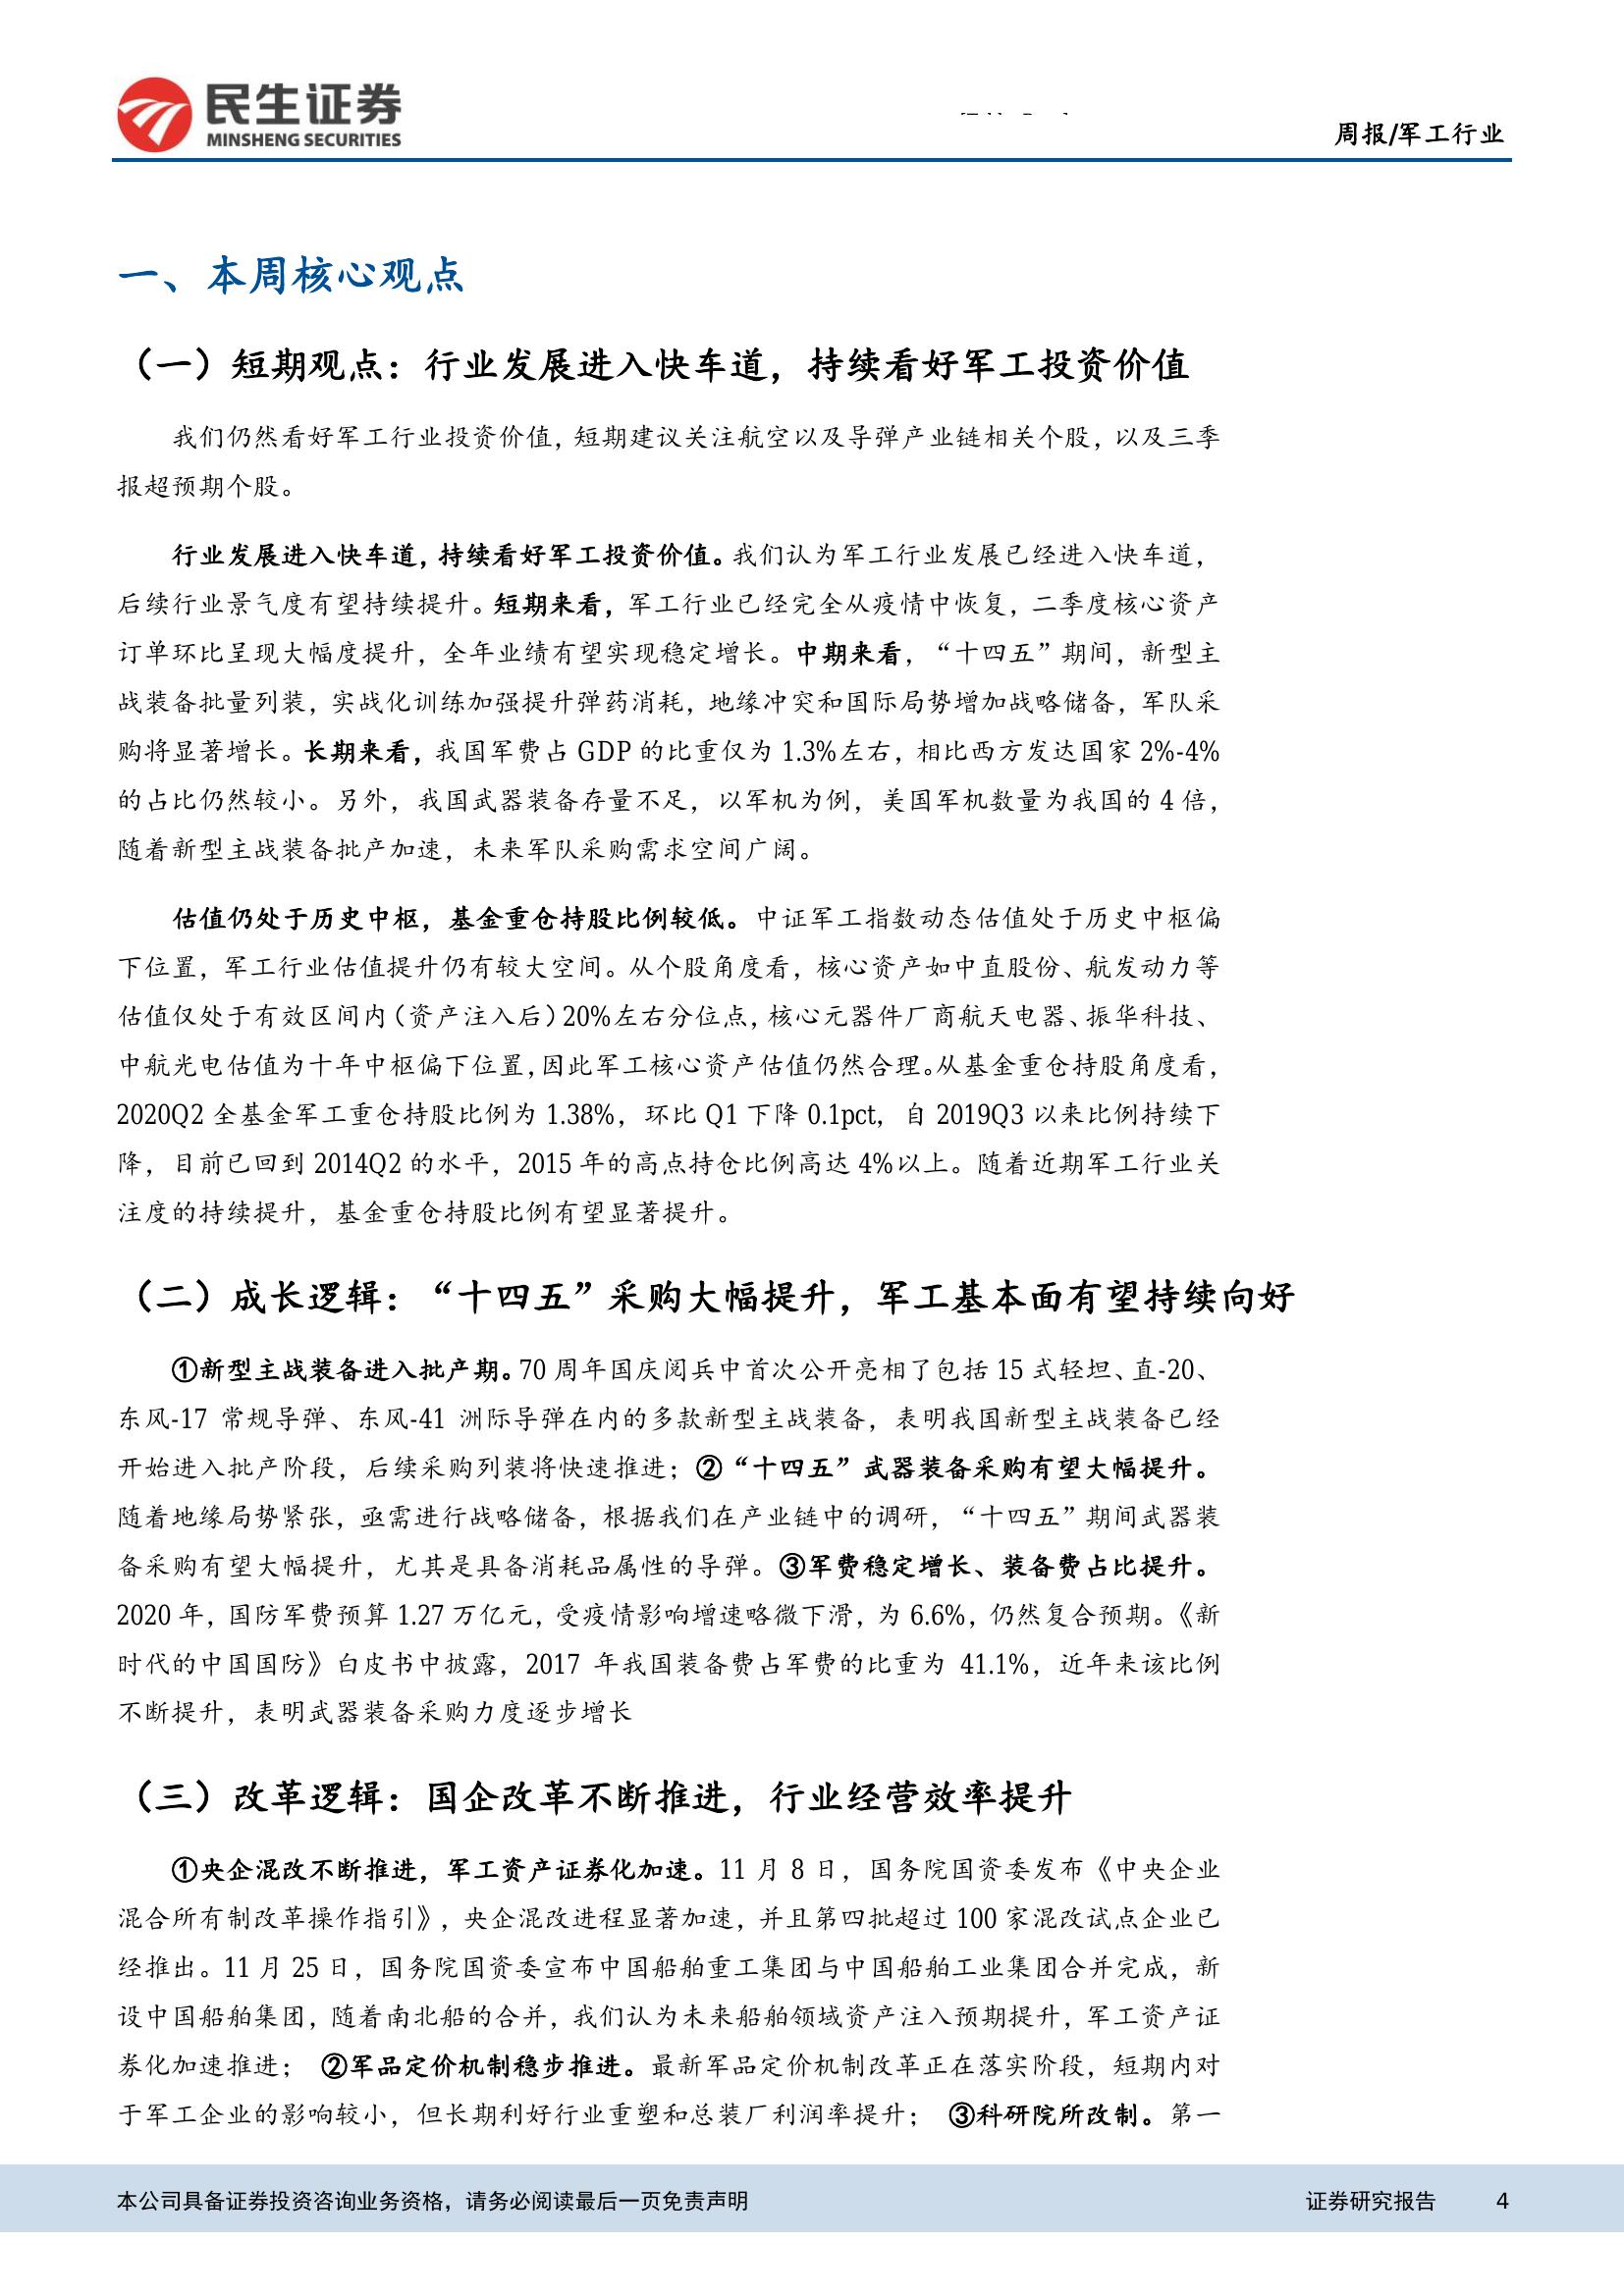 民生证券
MINSHENG SECURITIES
周报/军工行业
一、本周核心观点
（一）短期观点：行业发展进入快车道，持续看好军工投资价值
我们仍然看好军工行业投资价值，短期建议关注航空以及导弹产业链相关个股，以及三季
报超预期个股。
行业发展进入快车道，持续看好军工投资价值。我们认为军工行业发展已经进入快车道，
后续行业景气度有望持续提升。短期来看，军工行业已经完全从疫情中恢复，二季度核心资产
订单环比呈现大幅度提升，全年业绩有望实现稳定增长。中期来看，“十四五”期间，新型主
战装备批量列装，实战化训练加强提升弹药消耗，地缘冲突和国际局势增加战略储备，军队采
购将显著增长。长期来看，我国军费占 GDP 的比重仅为 1.3%左右，相比西方发达国家 2%-4%
的占比仍然较小。另外，我国武器装备存量不足，以军机为例，美国军机数量为我国的 4 倍，
随着新型主战装备批产加速，未来军队采购需求空间广阔。
估值仍处于历史中枢，基金重仓持股比例较低。中证军工指数动态估值处于历史中枢偏
下位置，军工行业估值提升仍有较大空间。从个股角度看，核心资产如中直股份、航发动力等
估值仅处于有效区间内（资产注入后）20%左右分位点，核心元器件厂商航天电器、振华科技、
中航光电估值为十年中枢偏下位置，因此军工核心资产估值仍然合理。从基金重仓持股角度看，
2020Q2 全基金军工重仓持股比例为 1.38%，环比 Q1 下降 0.1pct，自 2019Q3 以来比例持续下
降，目前已回到 2014Q2 的水平，2015 年的高点持仓比例高达 4%以上。随着近期军工行业关
注度的持续提升，基金重仓持股比例有望显著提升。
（二）成长逻辑：“十四五”采购大幅提升，军工基本面有望持续向好
①新型主战装备进入批产期。70 周年国庆阅兵中首次公开亮相了包括 15 式轻坦、直-20、
东风-17 常规导弹、东风-41 洲际导弹在内的多款新型主战装备，表明我国新型主战装备已经
开始进入批产阶段，后续采购列装将快速推进；②“十四五”武器装备采购有望大幅提升。
随着地缘局势紧张，亟需进行战略储备，根据我们在产业链中的调研，“十四五”期间武器装
备采购有望大幅提升，尤其是具备消耗品属性的导弹。③军费稳定增长、装备费占比提升。
2020 年，国防军费预算 1.27 万亿元，受疫情影响增速略微下滑，为 6.6%，仍然复合预期。《新
时代的中国国防》白皮书中披露，2017 年我国装备费占军费的比重为 41.1%，近年来该比例
不断提升，表明武器装备采购力度逐步增长
（三）改革逻辑：国企改革不断推进，行业经营效率提升
①央企混改不断推进，军工资产证券化加速。11 月 8 日，国务院国资委发布《中央企业
混合所有制改革操作指引》，央企混改进程显著加速，并且第四批超过 100 家混改试点企业已
经推出。11 月 25 日，国务院国资委宣布中国船舶重工集团与中国船舶工业集团合并完成，新
设中国船舶集团，随着南北船的合并，我们认为未来船舶领域资产注入预期提升，军工资产证
券化加速推进； ②军品定价机制稳步推进。最新军品定价机制改革正在落实阶段，短期内对
于军工企业的影响较小，但长期利好行业重塑和总装厂利润率提升； ③科研院所改制。第一
本公司具备证券投资咨询业务资格，请务必阅读最后一页免责声明
证券研究报告 4